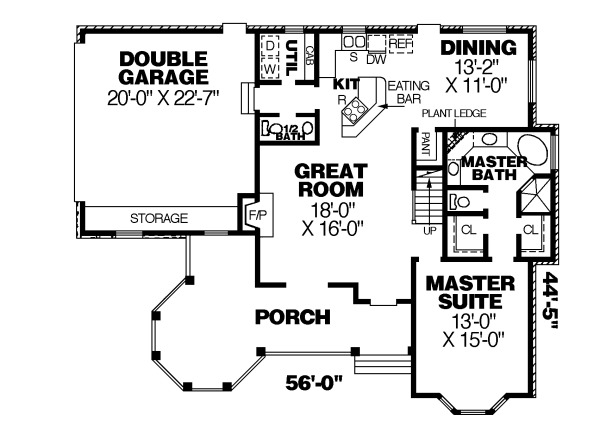 DOUBLE
GARAGE
20'-0" X 22'-7"
D
W
UTIL
CAB
S
DW
REF
DINING
13'-2"
X 11'-0"
KIT
R
EATING
BAR
PLANT LEDGE
1/2
BATH
PANT
MASTER
BATH
GREAT
ROOM
18'-0"
X 16'-0"
STORAGE
F/P
UP
CL
CL
MASTER
SUITE
13'-0"
X 15'-0"
44'-5"
PORCH
56'-0"